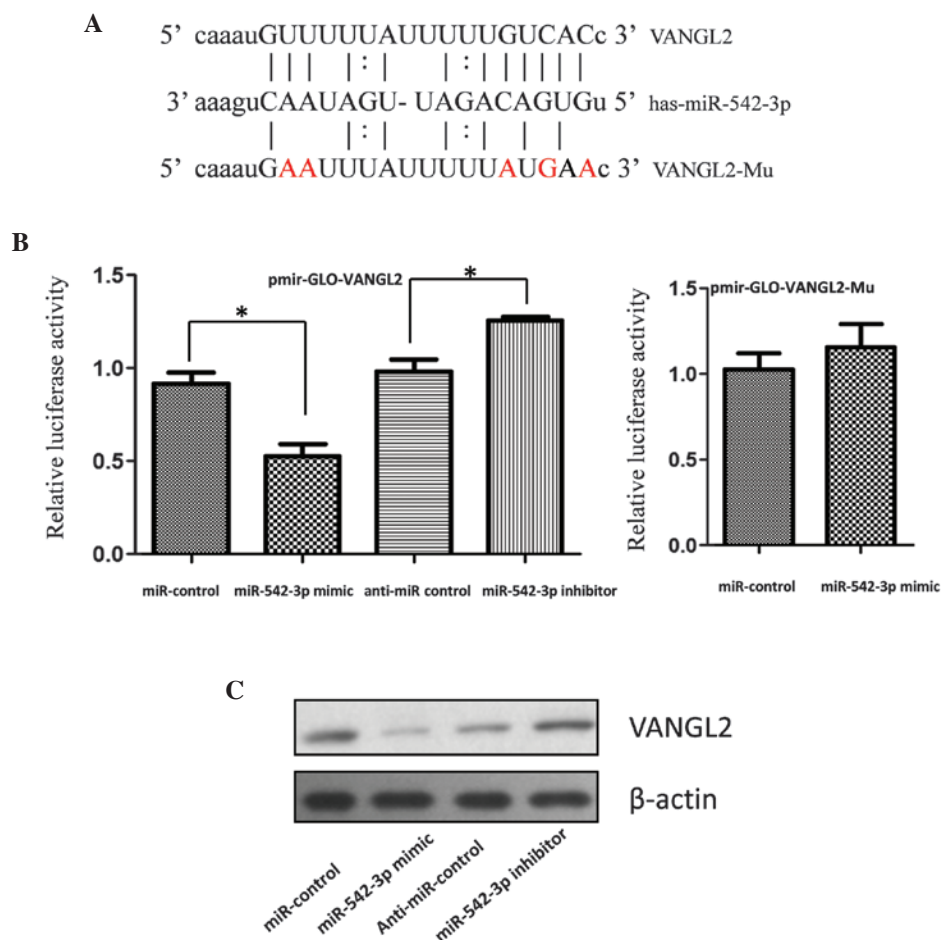 A
5’ caaauGUUUUUAUUUUUGUCACc 3’ VANGL2
3’ aaaguCAAUAGU-UAGACAGUGu 5’ has-miR-542-3p
5’ caaauGAAUUUAUUUUUAUGAAc 3’ VANGL2-Mu
B
pmir-GLO-VANGL2
Relative luciferase activity
1.5
1.0
0.5
0.0
*
*
miR-control miR-542-3p mimic anti-miR control miR-542-3p inhibitor
pmir-GLO-VANGL2-Mu
Relative luciferase activity
1.5
1.0
0.5
0.0
miR-control miR-542-3p mimic
C
VANGL2
β-actin
miR-control
miR-542-3p mimic
Anti-miR-control
miR-542-3p inhibitor